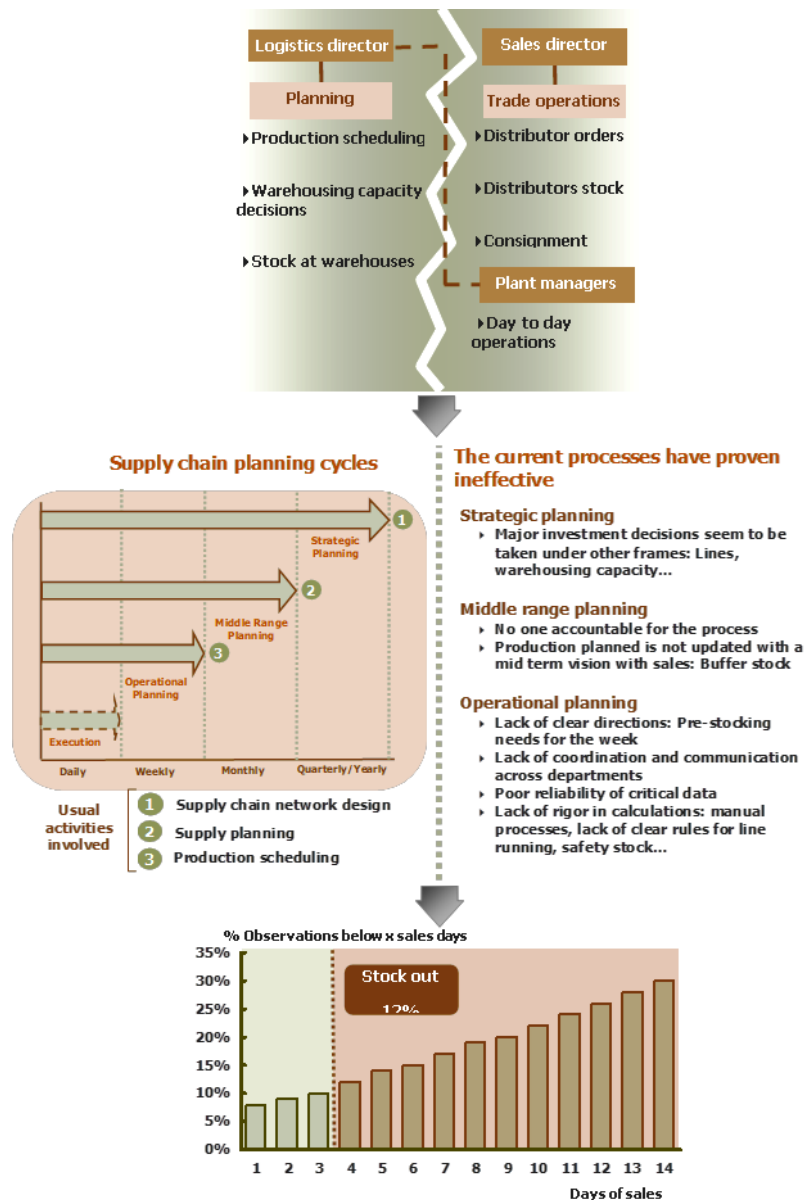 Logistics director
Sales director
Planning
Trade operations
Production scheduling
Warehousing capacity
decisions
Stock at warehouses
Distributor orders
Distributors stock
Consignment
Plant managers
Day to day
operations
Supply chain planning cycles
1
Strategic
Planning
2
Middle Range
Planning
3
Operational
Planning
Execution
Daily
Weekly
Monthly
Quarterly/Yearly
Usual
activities
involved
1 Supply chain network design
2 Supply planning
3 Production scheduling
The current processes have proven
ineffective
Strategic planning
Major investment decisions seem to be
taken under other frames: Lines,
warehousing capacity...
Middle range planning
No one accountable for the process
Production planned is not updated with a
mid term vision with sales: Buffer stock
Operational planning
Lack of clear directions: Pre-stocking
needs for the week
Lack of coordination and communication
across departments
Poor reliability of critical data
Lack of rigor in calculations: manual
processes, lack of clear rules for line
running, safety stock...
% Observations below x sales days
35%
30%
25%
20%
15%
10%
5%
0%
Stock out
12%
1 2 3 4 5 6 7 8 9 10 11 12 13 14
Days of sales